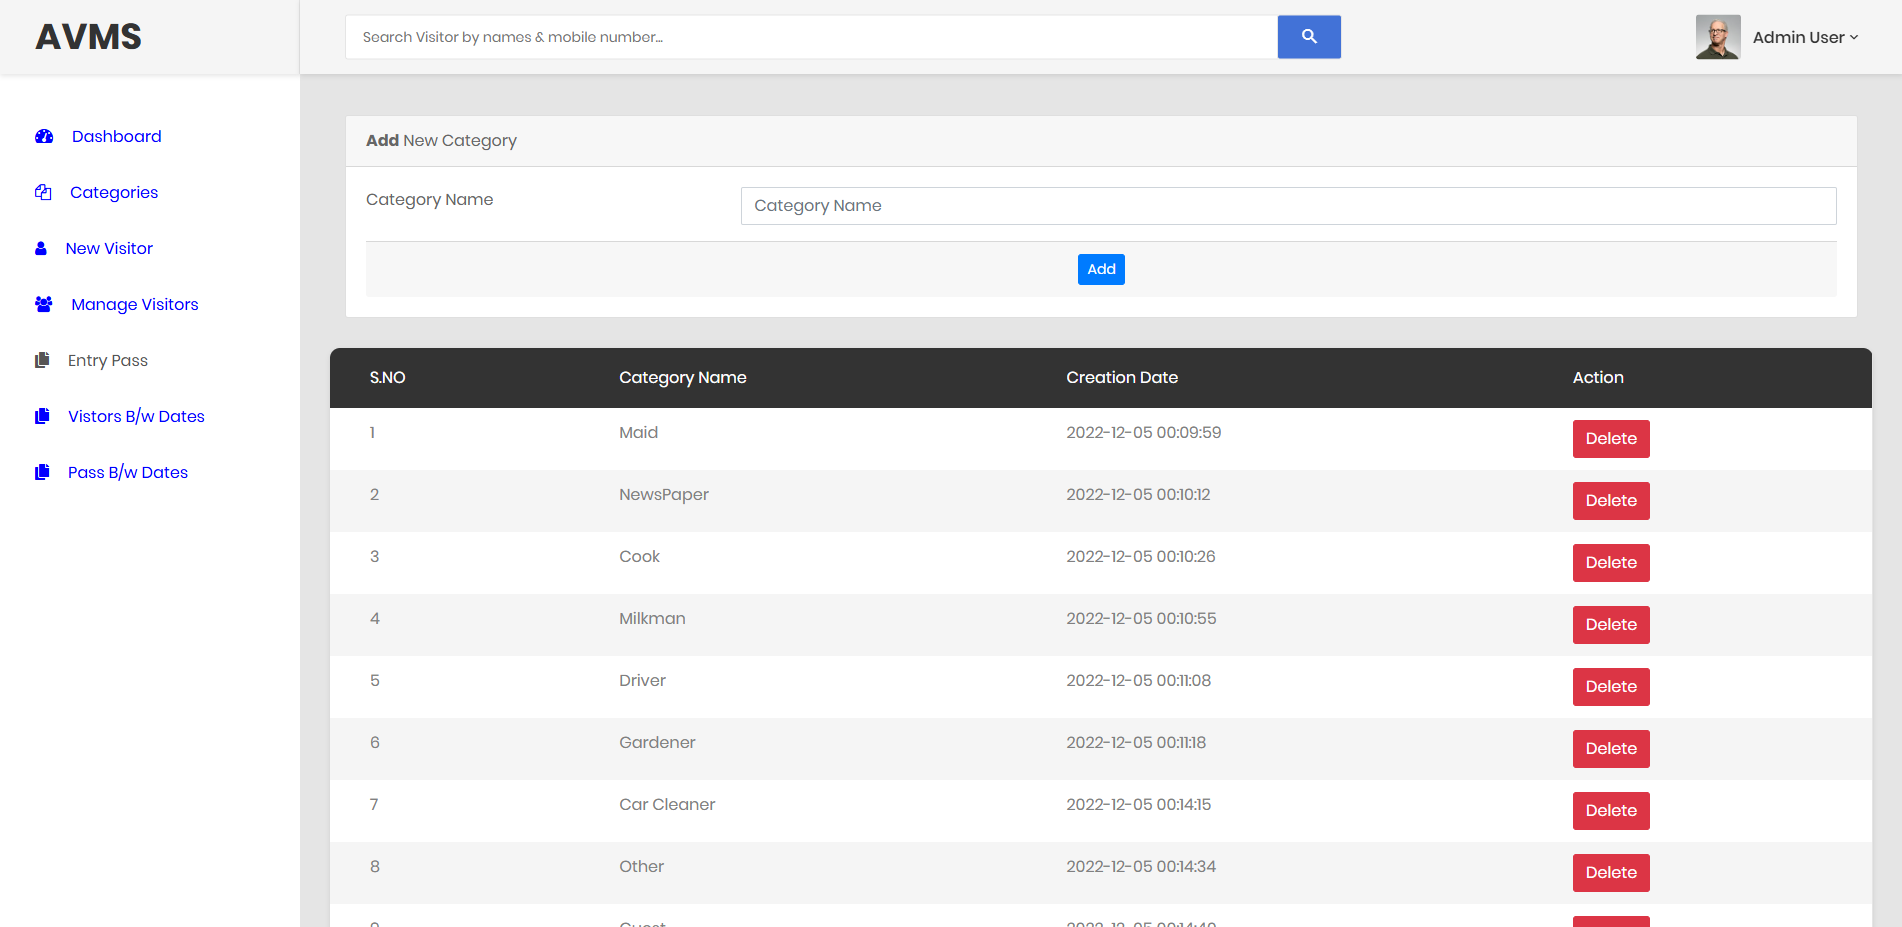 AVMS
Search Visitor by names & mobile number...
Admin User
Dashboard
Categories
New Visitor
Manage Visitors
Entry Pass
Vistors B/w Dates
Pass B/w Dates
Add New Category
Category Name
Category Name
Add
S.NO Category Name Creation Date Action
1 Maid 2022-12-05 00:09:59 Delete
2 NewsPaper 2022-12-05 00:10:12 Delete
3 Cook 2022-12-05 00:10:26 Delete
4 Milkman 2022-12-05 00:10:55 Delete
5 Driver 2022-12-05 00:11:08 Delete
6 Gardener 2022-12-05 00:11:18 Delete
7 Car Cleaner 2022-12-05 00:14:15 Delete
8 Other 2022-12-05 00:14:34 Delete